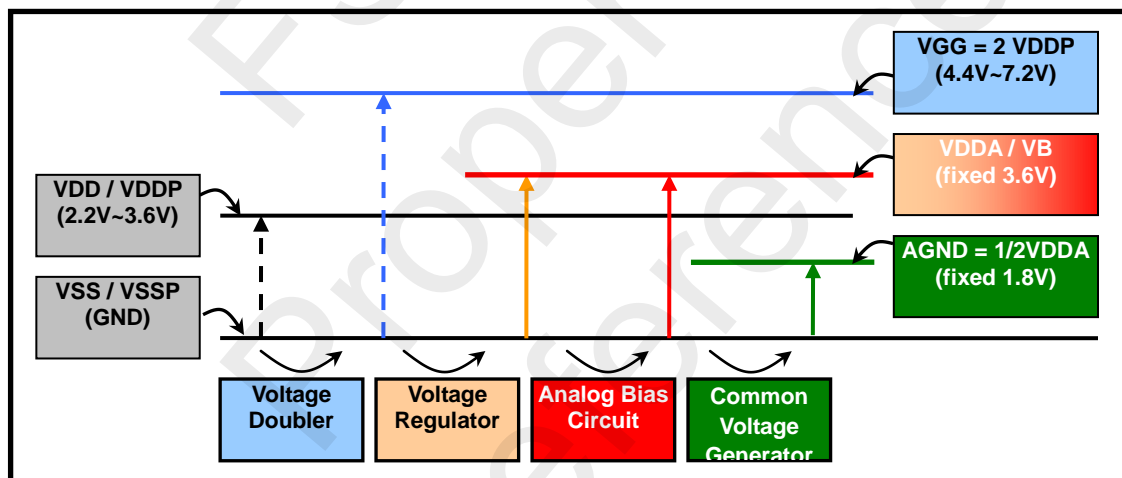 VGG = 2 VDDP
(4.4V~7.2V)
VDDA / VB
(fixed 3.6V)
VDD / VDDP
(2.2V~3.6V)
AGND = 1/2VDDA
(fixed 1.8V)
VSS / VSSP
(GND)
Voltage
Doubler
Voltage
Regulator
Analog Bias
Circuit
Common
Voltage
Generator